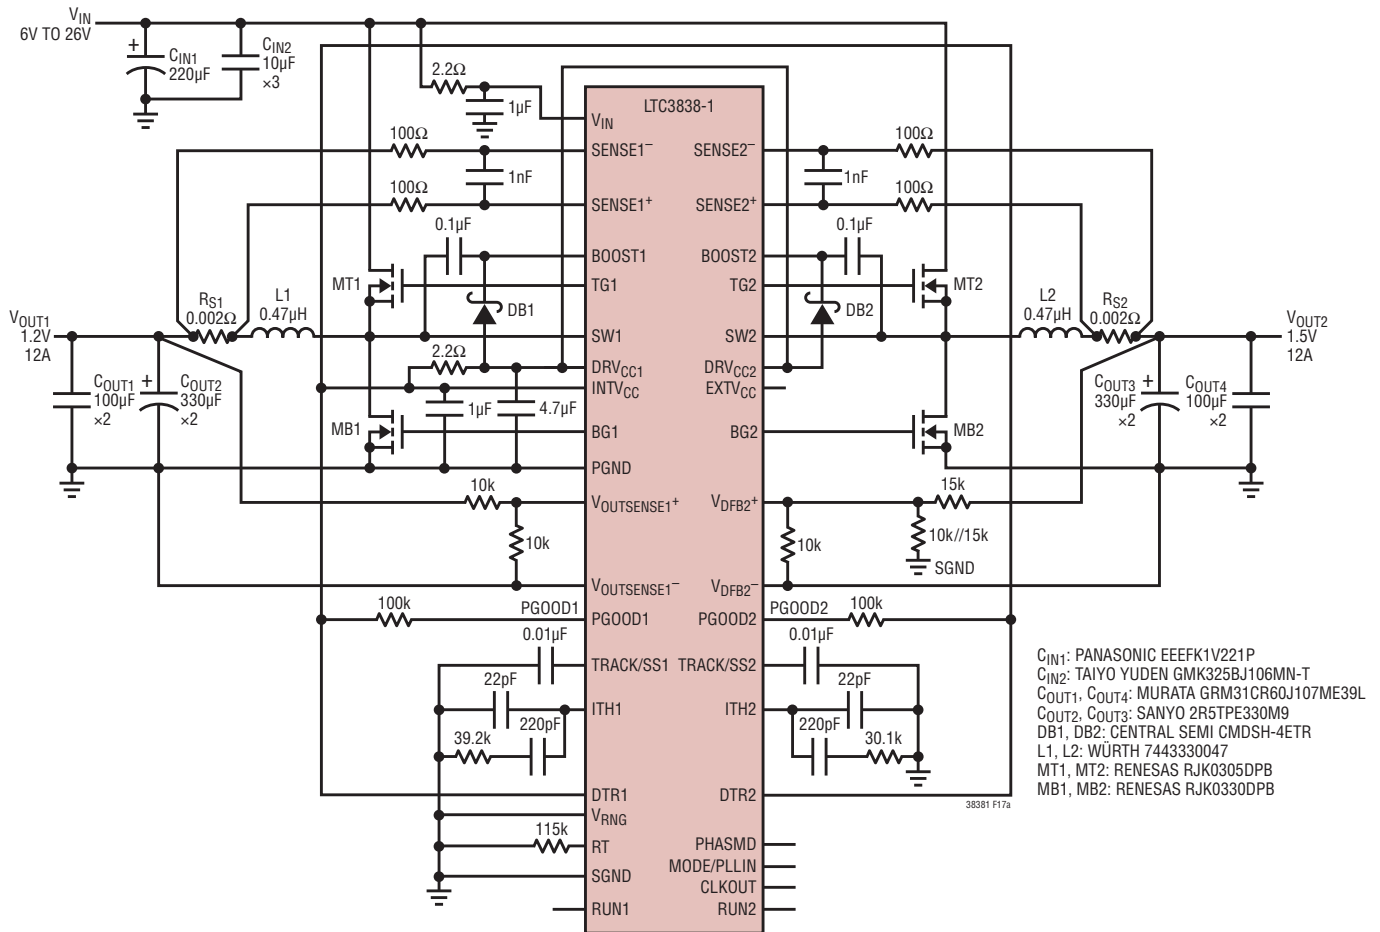 VIN
6V TO 26V
+
CIN1
220µF
CIN2
10µF
×3
2.2Ω
1µF
LTC3838-1
VIN
100Ω
SENSE1–
SENSE2–
100Ω
1nF
1nF
100Ω
SENSE1+
SENSE2+
100Ω
0.1µF
BOOST1
BOOST2
0.1µF
MT1
TG1
TG2
MT2
DB1
DB2
VOUT1
1.2V
12A
RS1
0.002Ω
L1
0.47µH
SW1
SW2
L2
0.47µH
RS2
0.002Ω
VOUT2
1.5V
12A
2.2Ω
DRVCC1
DRVCC2
INTVCC
EXTVCC
COUT1
100µF
×2
+
COUT2
330µF
×2
1µF
4.7µF
COUT3
330µF
×2
+
COUT4
100µF
×2
MB1
BG1
BG2
MB2
PGND
10k
VOUTSENSE1+
VDFB2+
15k
10k
10k
10k//15k
SGND
VOUTSENSE1–
VDFB2–
100k
PGOOD1
PGOOD1
PGOOD2
PGOOD2
100k
0.01µF
TRACK/SS1
TRACK/SS2
0.01µF
22pF
ITH1
ITH2
22pF
220pF
39.2k
220pF
30.1k
DTR1
DTR2
38381 F17a
VRNG
115k
RT
PHASMD
MODE/PLLIN
SGND
CLKOUT
RUN1
RUN2
CIN1: PANASONIC EEEFK1V221P
CIN2: TAIYO YUDEN GMK325BJ106MN-T
COUT1, COUT4: MURATA GRM31CR60J107ME39L
COUT2, COUT3: SANYO 2R5TPE330M9
DB1, DB2: CENTRAL SEMI CMDSH-4ETR
L1, L2: WÜRTH 7443330047
MT1, MT2: RENESAS RJK0305DPB
MB1, MB2: RENESAS RJK0330DPB